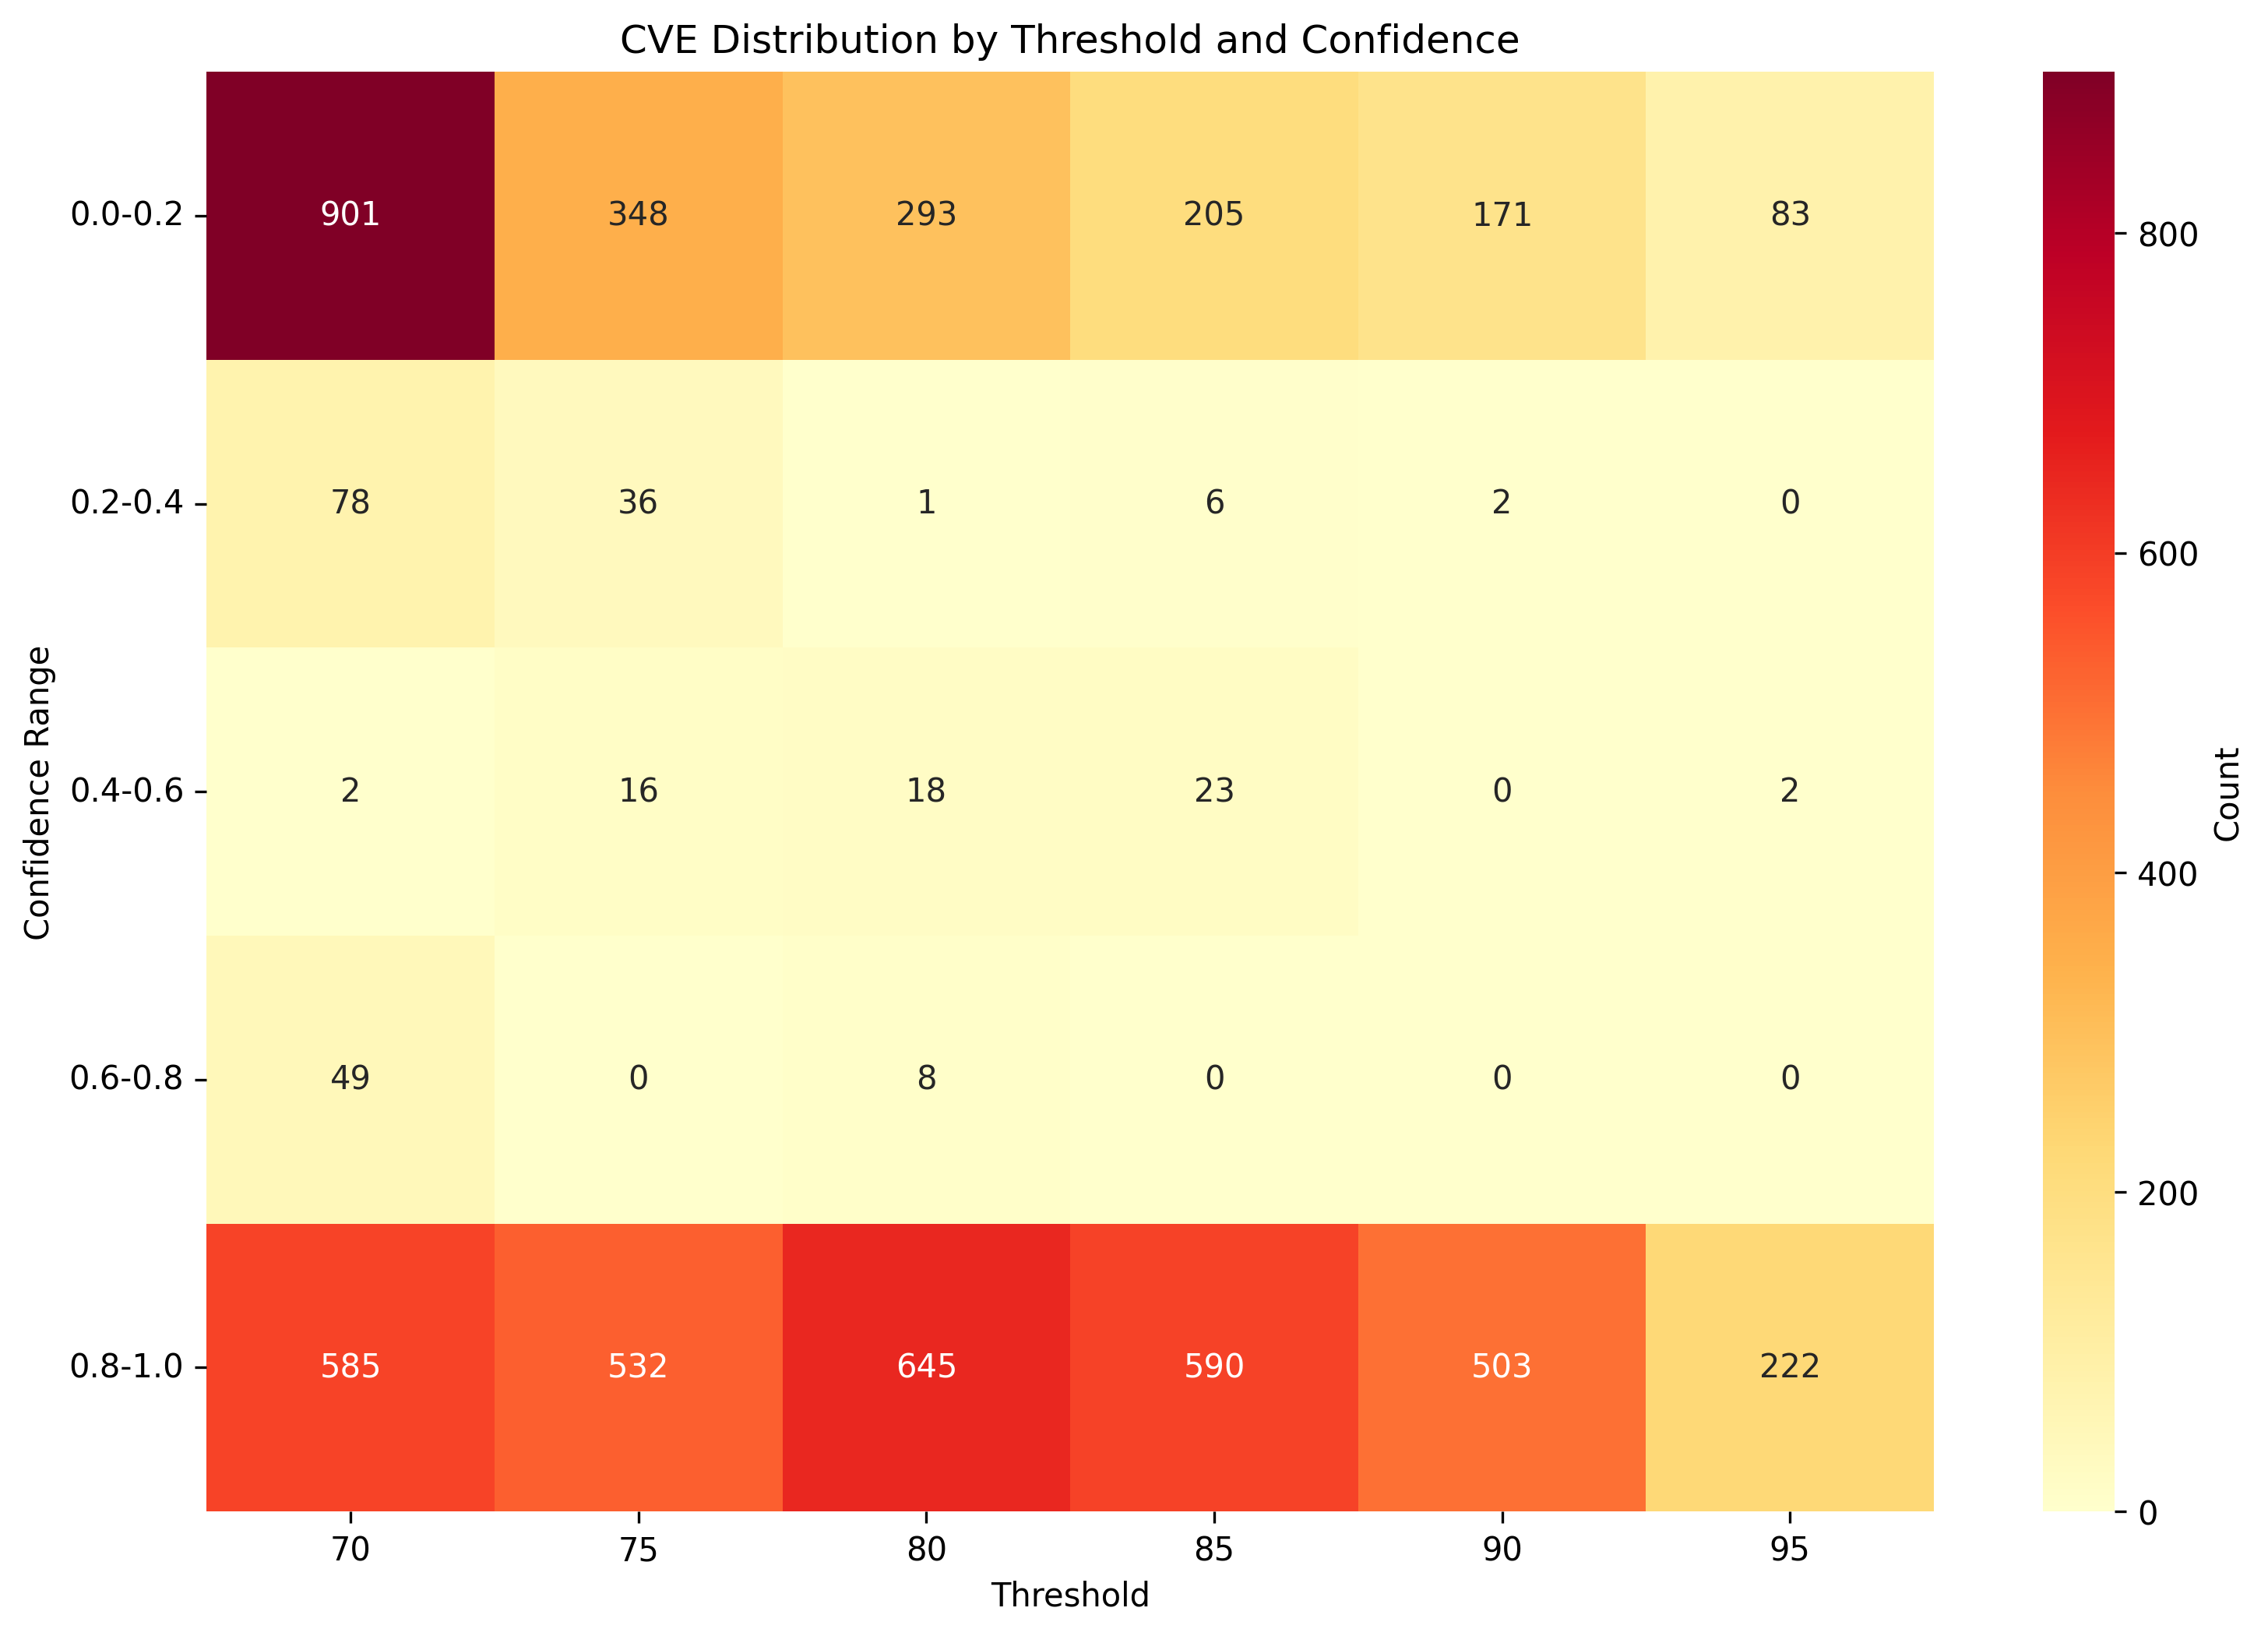 CVE Distribution by Threshold and Confidence
Confidence Range
0.0-0.2 901 348 293 205 171 83
0.2-0.4 78 36 1 6 2 0
0.4-0.6 2 16 18 23 0 2
0.6-0.8 49 0 8 0 0 0
0.8-1.0 585 532 645 590 503 222
70 75 80 85 90 95
Threshold
800
600
400
200
0
Count